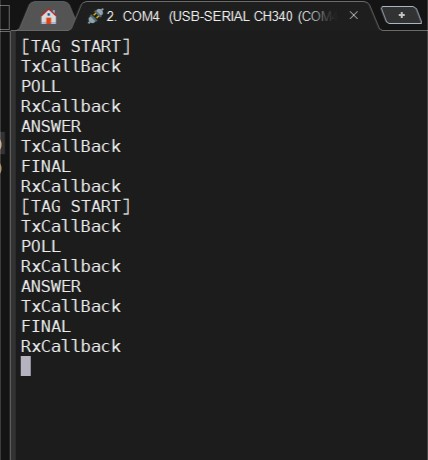 2. COM4 (USB-SERIAL CH340 (COM
[TAG START]
TxCallBack
POLL
RxCallback
ANSWER
TxCallBack
FINAL
RxCallback
[TAG START]
TxCallBack
POLL
RxCallback
ANSWER
TxCallBack
FINAL
RxCallback